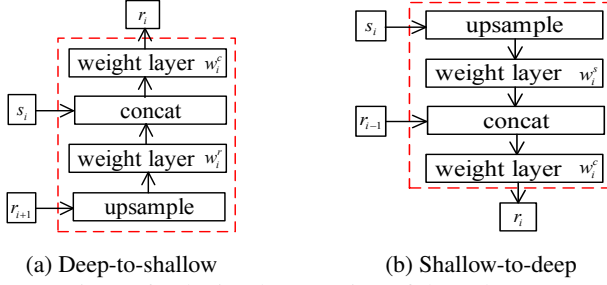 r_i
weight layer w_i^c
s_i
concat
weight layer w_i^r
r_{i+1}
upsample
(a) Deep-to-shallow
s_i
upsample
weight layer w_i^s
r_{i-1}
concat
weight layer w_i^c
r_i
(b) Shallow-to-deep